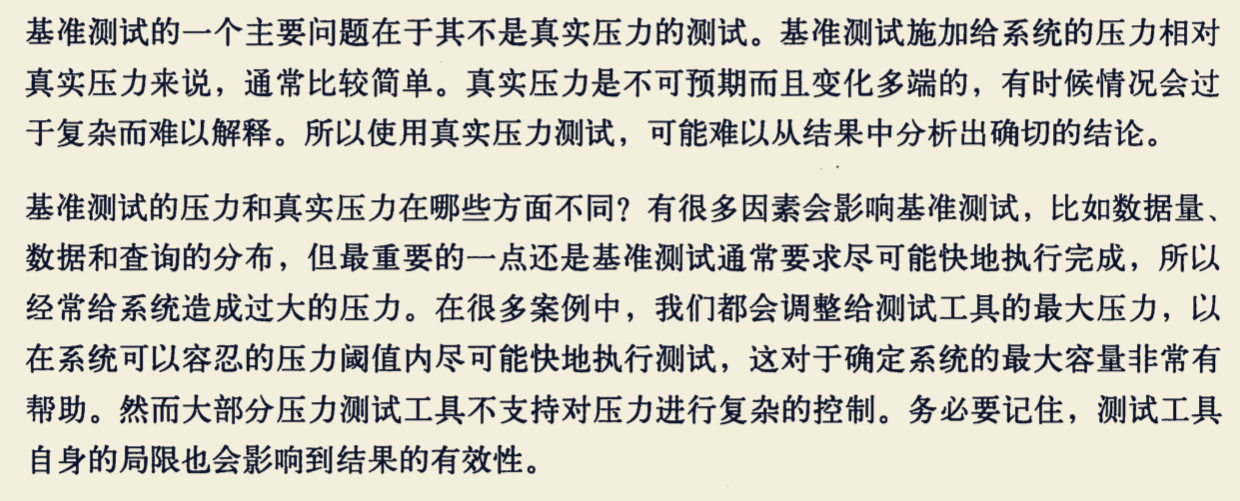 基准测试的一个主要问题在于其不是真实压力的测试。基准测试施加给系统的压力相对
真实压力来说，通常比较简单。真实压力是不可预期而且变化多端的，有时候情况会过
于复杂而难以解释。所以使用真实压力测试，可能难以从结果中分析出确切的结论。
基准测试的压力和真实压力在哪些方面不同？有很多因素会影响基准测试，比如数据量、
数据和查询的分布，但最重要的一点还是基准测试通常要求尽可能快地执行完成，所以
经常给系统造成过大的压力。在很多案例中，我们都会调整给测试工具的最大压力，以
在系统可以容忍的压力阈值内尽可能快地执行测试，这对于确定系统的最大容量非常有
帮助。然而大部分压力测试工具不支持对压力进行复杂的控制。务必要记住，测试工具
自身的局限也会影响到结果的有效性。